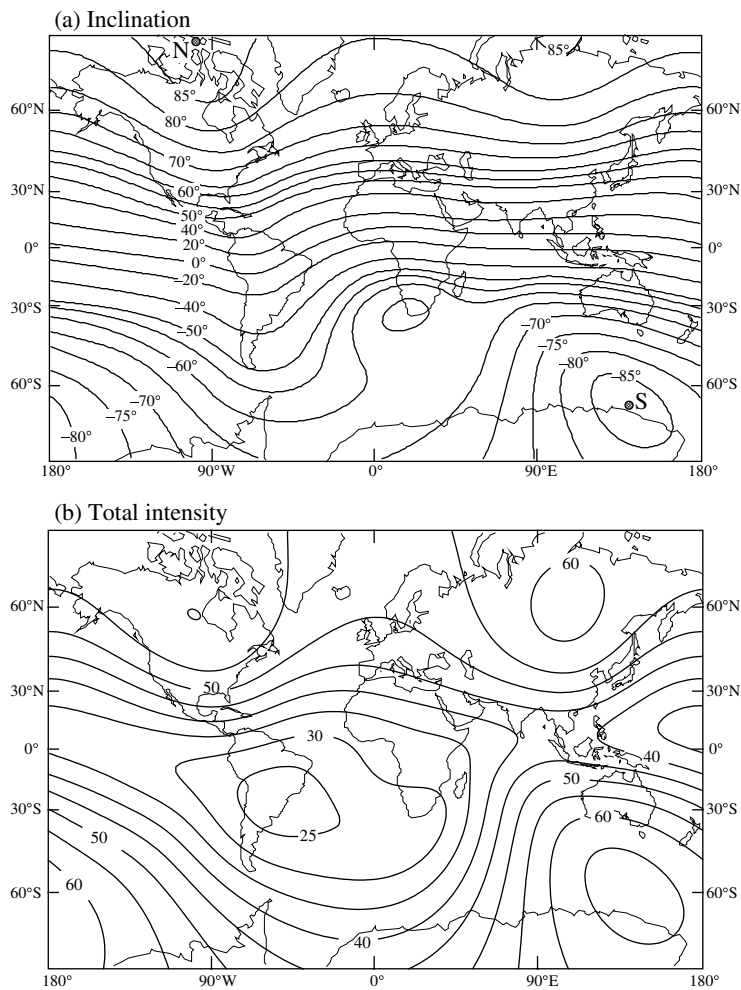 (a) Inclination
N
85°
85°
80°
60°N 60°N
70°
60°
30°N 30°N
50°
40°
20°
0° 0°
0°
–20°
–40°
30°S 30°S
–50°
–70°
–75°
–60°
–80°
–85°
60°S 60°S
–70°
S
–75°
–80°
180° 90°W 0° 90°E 180°
(b) Total intensity
60
60°N 60°N
50
30°N 30°N
30
0° 0°
40
50
30°S 30°S
60
25
50
60
60°S 60°S
40
180° 90°W 0° 90°E 180°